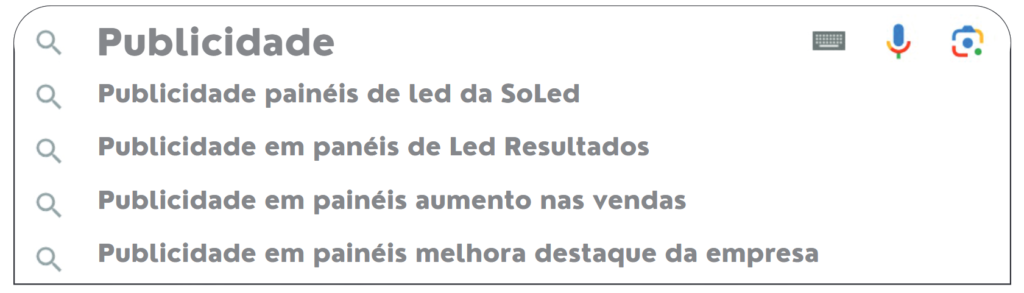 Publicidade
Publicidade painéis de led da SoLed
Publicidade em panéis de Led Resultados
Publicidade em painéis aumento nas vendas
Publicidade em painéis melhora destaque da empresa